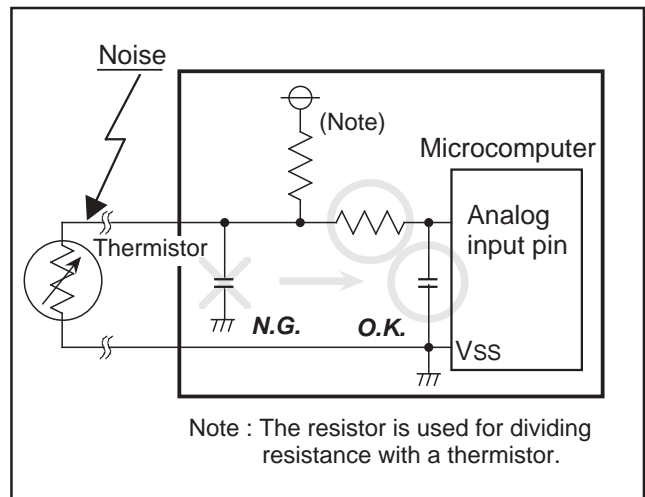 Noise
(Note)
Microcomputer
Analog
input pin
Thermistor
N.G.
O.K.
VSS
Note : The resistor is used for dividing
resistance with a thermistor.